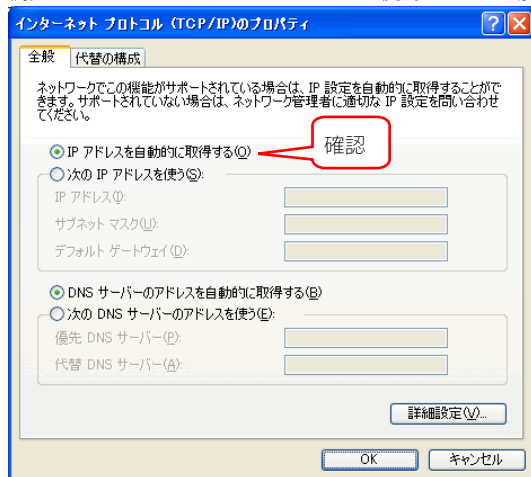 インターネット プロトコル (TCP/IP)のプロパティ
全般
代替の構成
ネットワークでこの機能がサポートされている場合は、IP 設定を自動的に取得することがで
きます。サポートされていない場合は、ネットワーク管理者に適切な IP 設定を問い合わせ
てください。
IP アドレスを自動的に取得する(O)
確認
次の IP アドレスを使う(S):
IP アドレス(I):
サブネット マスク(U):
デフォルト ゲートウェイ(D):
DNS サーバーのアドレスを自動的に取得する(B)
次の DNS サーバーのアドレスを使う(E):
優先 DNS サーバー(P):
代替 DNS サーバー(A):
詳細設定(V)...
OK
キャンセル